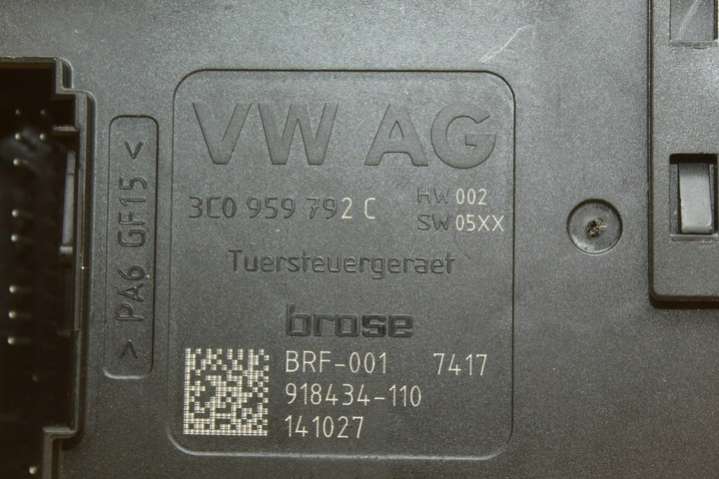 > PA6 GF15 <
VW AG
3C0 959 792 C
HW 002
SW 05XX
Tuersteuergeraet
brose
BRF-001 7417
918434-110
141027